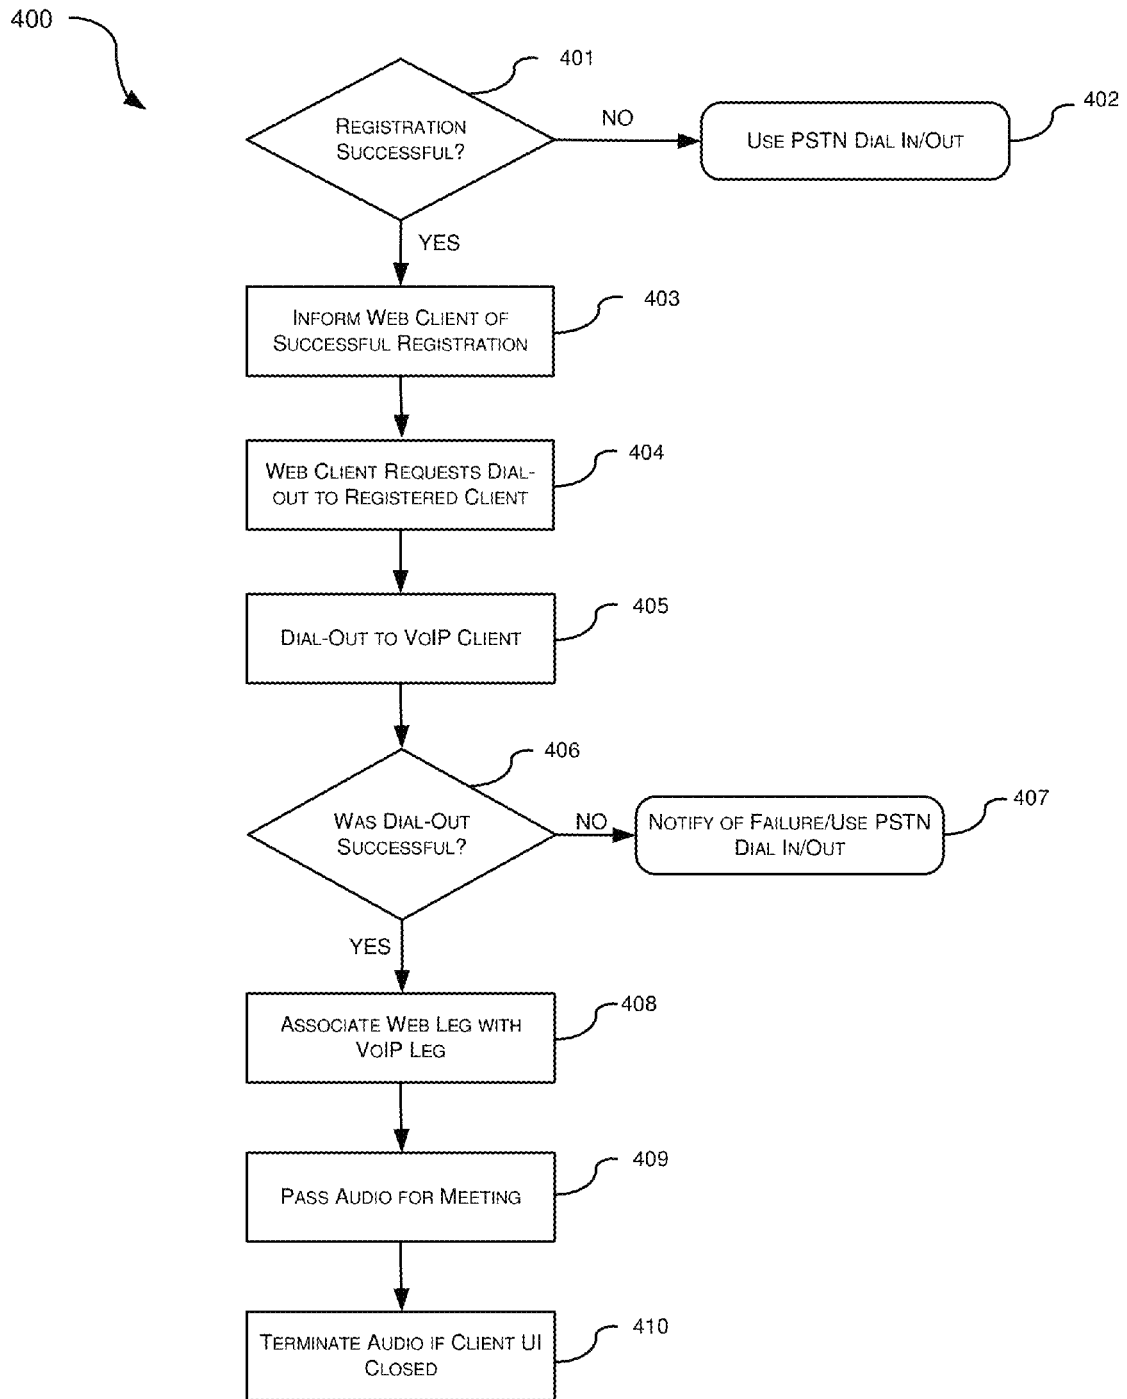 400
401
REGISTRATION
SUCCESSFUL?
NO
402
USE PSTN DIAL IN/OUT
YES
403
INFORM WEB CLIENT OF
SUCCESSFUL REGISTRATION
404
WEB CLIENT REQUESTS DIAL-
OUT TO REGISTERED CLIENT
405
DIAL-OUT TO VOIP CLIENT
406
WAS DIAL-OUT
SUCCESSFUL?
NO
407
NOTIFY OF FAILURE/USE PSTN
DIAL IN/OUT
YES
408
ASSOCIATE WEB LEG WITH
VOIP LEG
409
PASS AUDIO FOR MEETING
410
TERMINATE AUDIO IF CLIENT UI
CLOSED